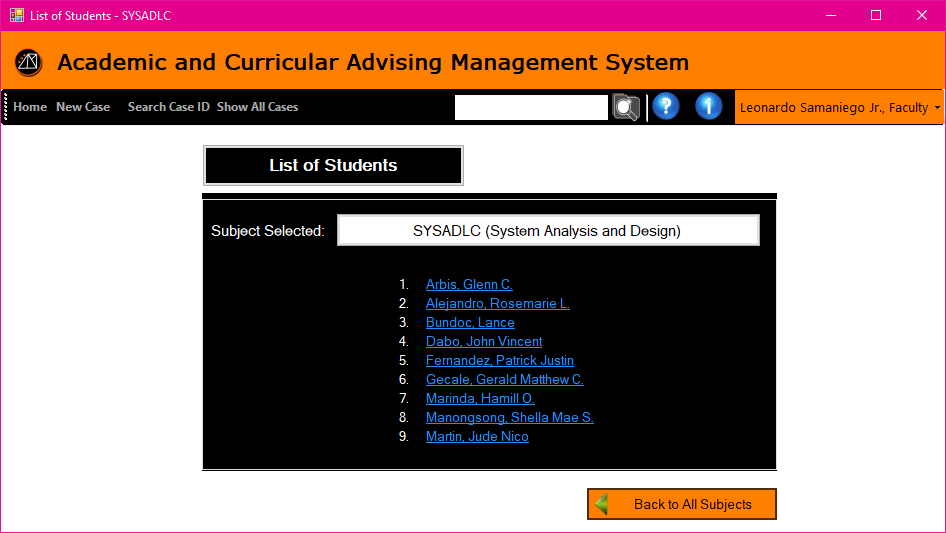 List of Students - SYSADLC
Academic and Curricular Advising Management System
Home New Case Search Case ID Show All Cases Leonardo Samaniego Jr., Faculty
List of Students
Subject Selected: SYSADLC (System Analysis and Design)
1. Arbis, Glenn C.
2. Alejandro, Rosemarie L.
3. Bundoc, Lance
4. Dabo, John Vincent
5. Fernandez, Patrick Justin
6. Gecale, Gerald Matthew C.
7. Marinda, Hamill O.
8. Manongsong, Shella Mae S.
9. Martin, Jude Nico
Back to All Subjects